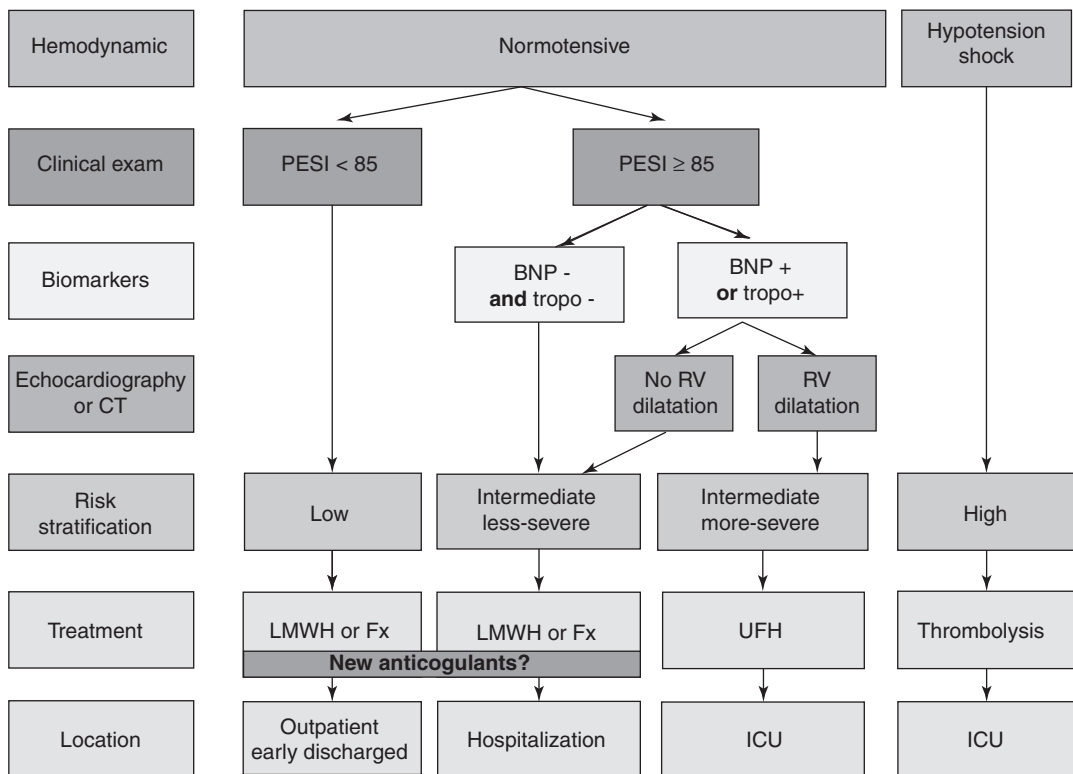 Hemodynamic
Normotensive
Hypotension
shock
Clinical exam
PESI < 85
PESI ≥ 85
Biomarkers
BNP -
and tropo -
BNP +
or tropo+
Echocardiography
or CT
No RV
dilatation
RV
dilatation
Risk
stratification
Low
Intermediate
less-severe
Intermediate
more-severe
High
Treatment
LMWH or Fx
LMWH or Fx
UFH
Thrombolysis
New anticogulants?
Location
Outpatient
early discharged
Hospitalization
ICU
ICU